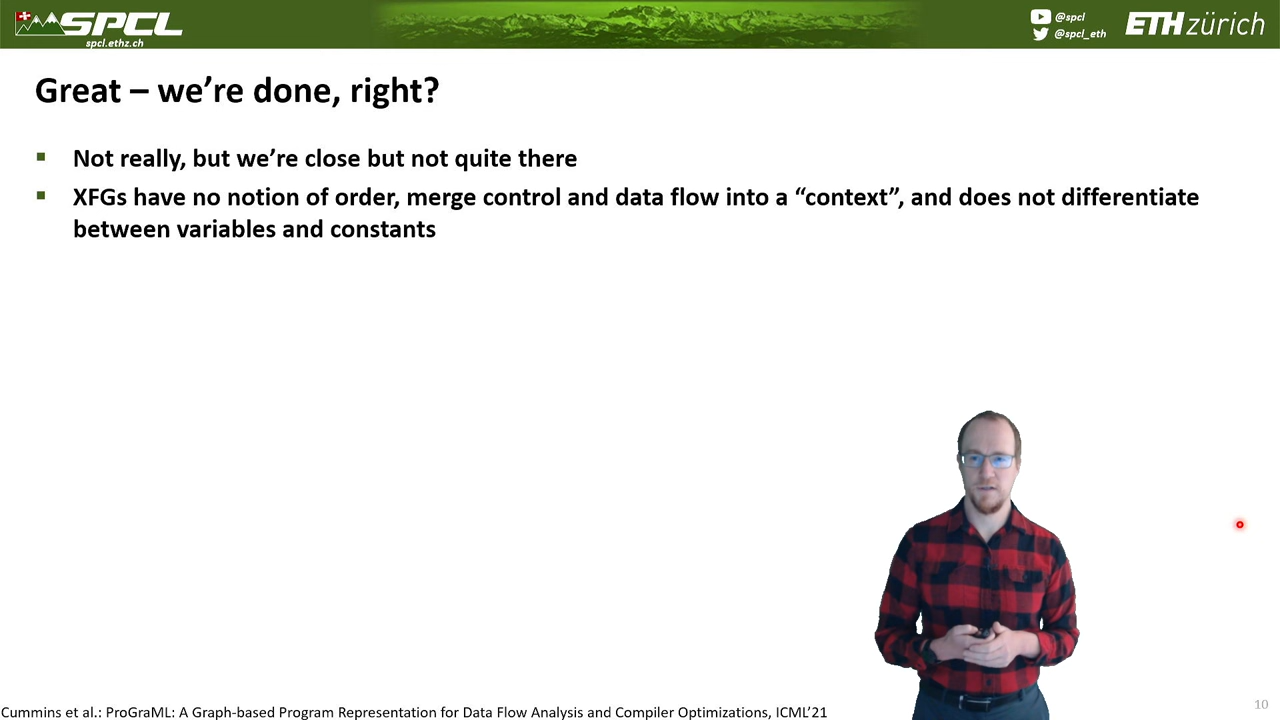 SPCL
spcl.ethz.ch
@spcl
@spcl_eth
ETHzürich
Great – we’re done, right?
Not really, but we’re close but not quite there
XFGs have no notion of order, merge control and data flow into a “context”, and does not differentiate
between variables and constants
Cummins et al.: ProGraML: A Graph-based Program Representation for Data Flow Analysis and Compiler Optimizations, ICML’21
10